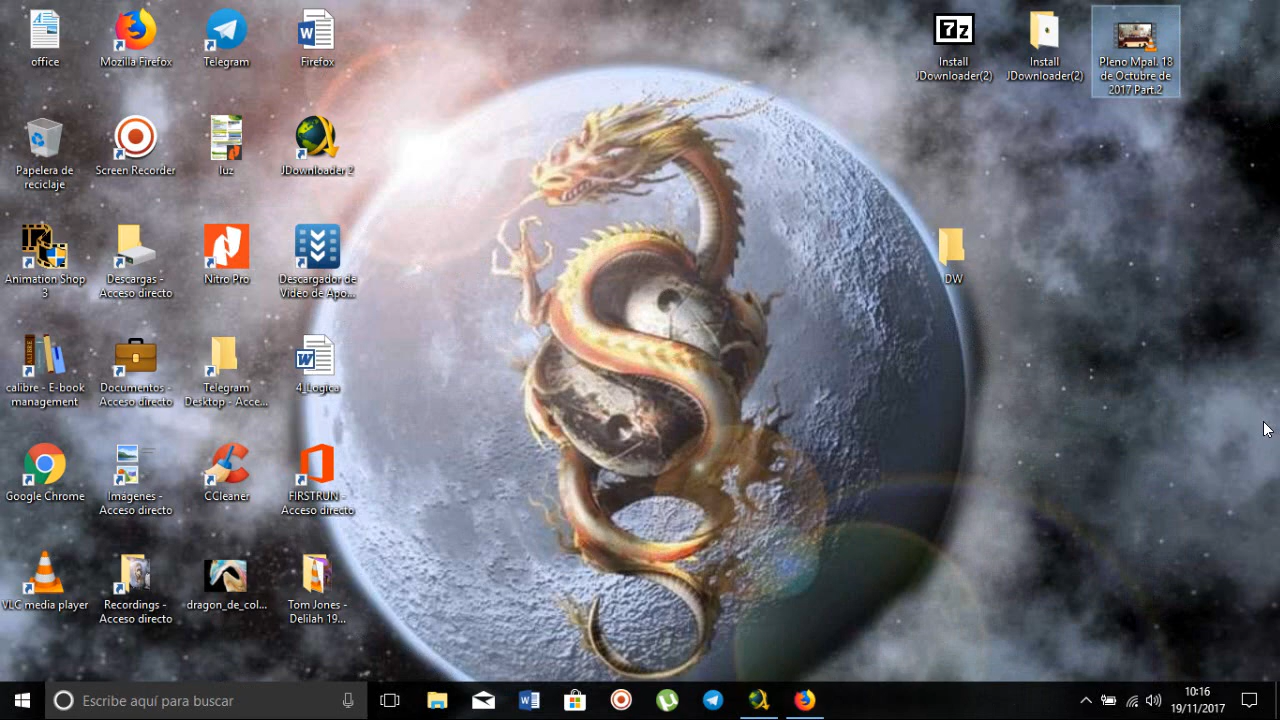 office
Mozilla Firefox
Telegram
Firefox
7z
Install
JDownloader(2)
Install
JDownloader(2)
Pleno Mpal. 18
de Octubre de
2017 Part.2
Papelera de
reciclaje
Screen Recorder
luz
JDownloader 2
Animation Shop
3
Descargas -
Acceso directo
Nitro Pro
Descargador de
Video de Apo...
DW
calibre - E-book
management
Documentos -
Acceso directo
Telegram
Desktop - Acce...
4_Logica
Google Chrome
Imágenes -
Acceso directo
CCleaner
FIRSTRUN -
Acceso directo
VLC media player
Recordings -
Acceso directo
dragon_de_col...
Tom Jones -
Delilah 19...
Escribe aquí para buscar
10:16
19/11/2017